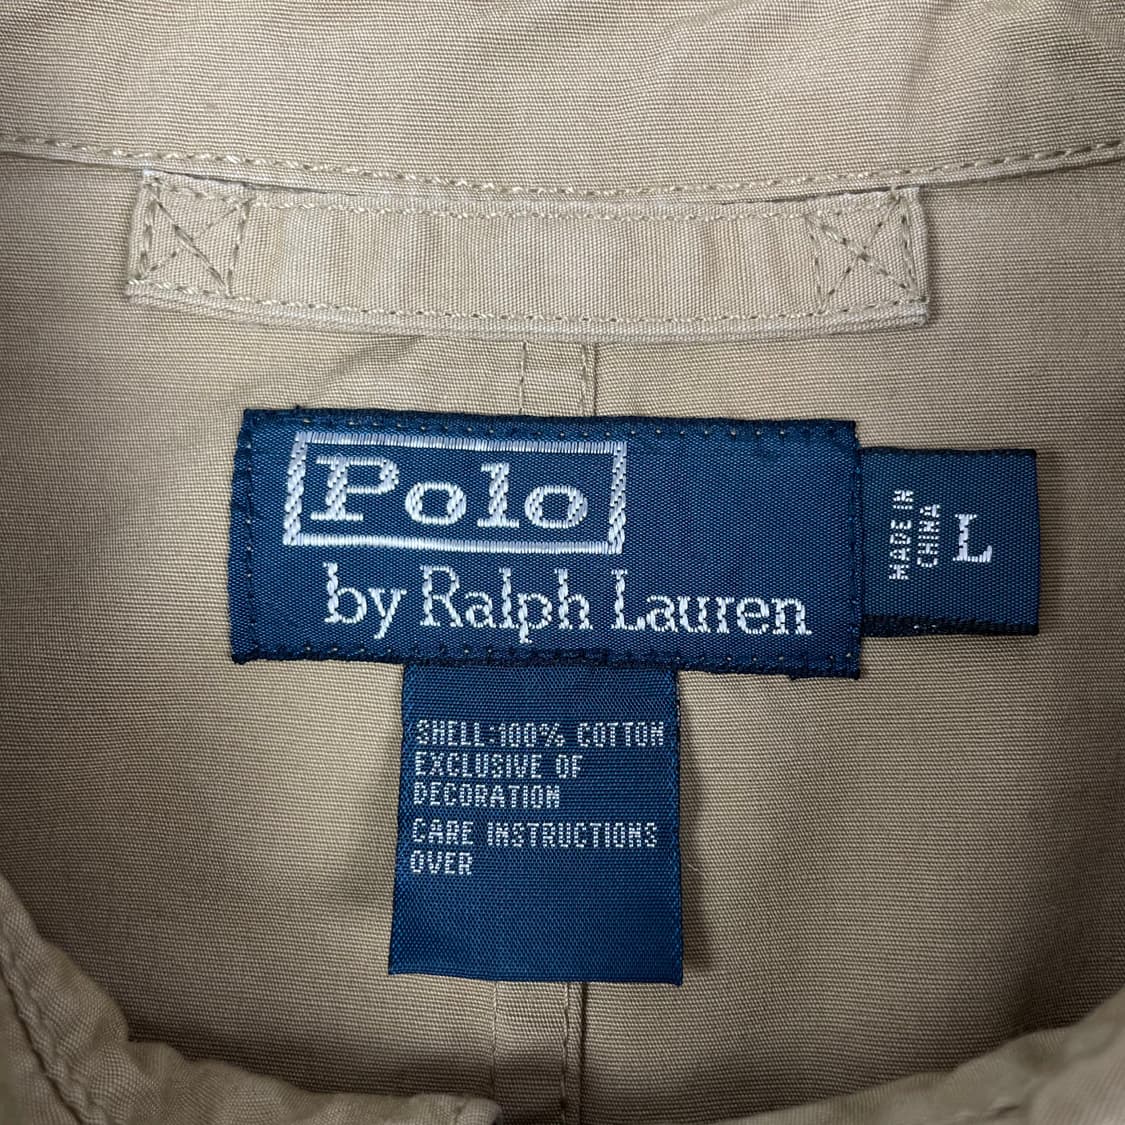 Polo
by Ralph Lauren
MADE IN
CHINA
L
SHELL:100% COTTON
EXCLUSIVE OF
DECORATION
CARE INSTRUCTIONS
OVER